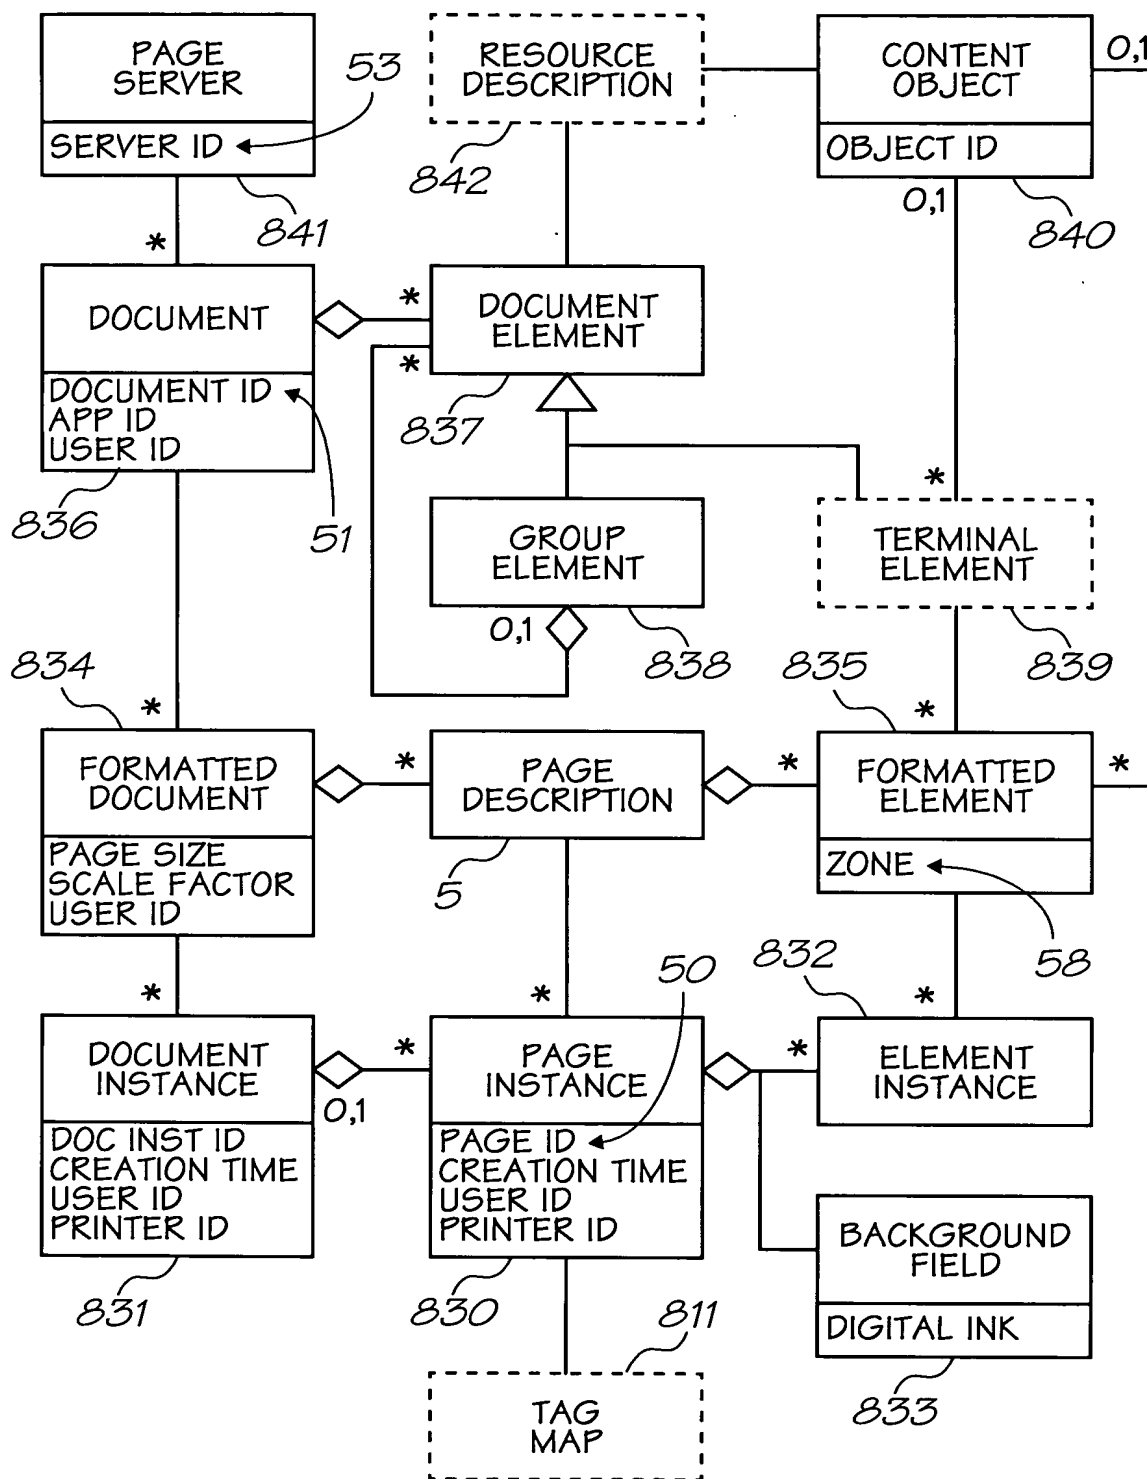 PAGE
SERVER
SERVER ID
53
841
*
RESOURCE
DESCRIPTION
842
CONTENT
OBJECT
OBJECT ID
0,1
0,1
840
DOCUMENT
DOCUMENT ID
APP ID
USER ID
836
51
*
*
DOCUMENT
ELEMENT
837
GROUP
ELEMENT
0,1
838
*
TERMINAL
ELEMENT
839
834
*
FORMATTED
DOCUMENT
PAGE SIZE
SCALE FACTOR
USER ID
*
PAGE
DESCRIPTION
5
*
835
*
FORMATTED
ELEMENT
*
ZONE
58
*
DOCUMENT
INSTANCE
0,1
DOC INST ID
CREATION TIME
USER ID
PRINTER ID
831
*
50
*
PAGE
INSTANCE
PAGE ID
CREATION TIME
USER ID
PRINTER ID
830
832
*
*
ELEMENT
INSTANCE
BACKGROUND
FIELD
DIGITAL INK
833
811
TAG
MAP